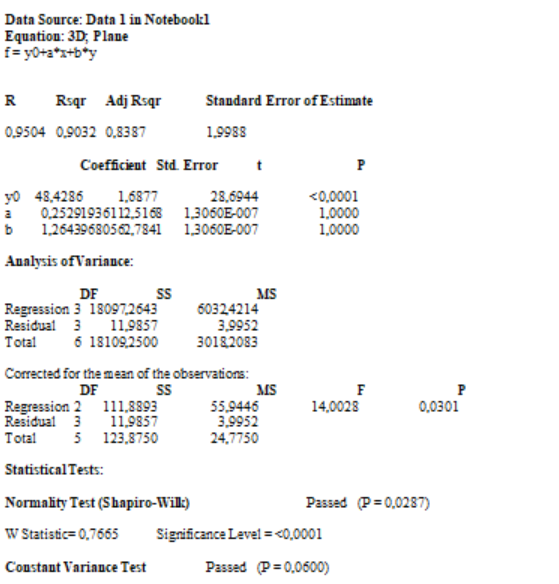 Data Source: Data 1 in Notebook1
Equation: 3D; Plane
f= y0+a*x+b*y
R Rsqr Adj Rsqr Standard Error of Estimate
0,9504 0,9032 0,8387 1,9988
Coefficient Std. Error t P
y0 48,4286 1,6877 28,6944 <0,0001
a 0,25291936112,5168 1,3060E-007 1,0000
b 1,26439680562,7841 1,3060E-007 1,0000
Analysis of Variance:
DF SS MS
Regression 3 18097,2643 6032,4214
Residual 3 11,9857 3,9952
Total 6 18109,2500 3018,2083
Corrected for the mean of the observations:
DF SS MS F P
Regression 2 111,8893 55,9446 14,0028 0,0301
Residual 3 11,9857 3,9952
Total 5 123,8750 24,7750
Statistical Tests:
Normality Test (Shapiro-Wilk) Passed (P = 0,0287)
W Statistic= 0,7665 Significance Level = <0,0001
Constant Variance Test Passed (P = 0,0600)